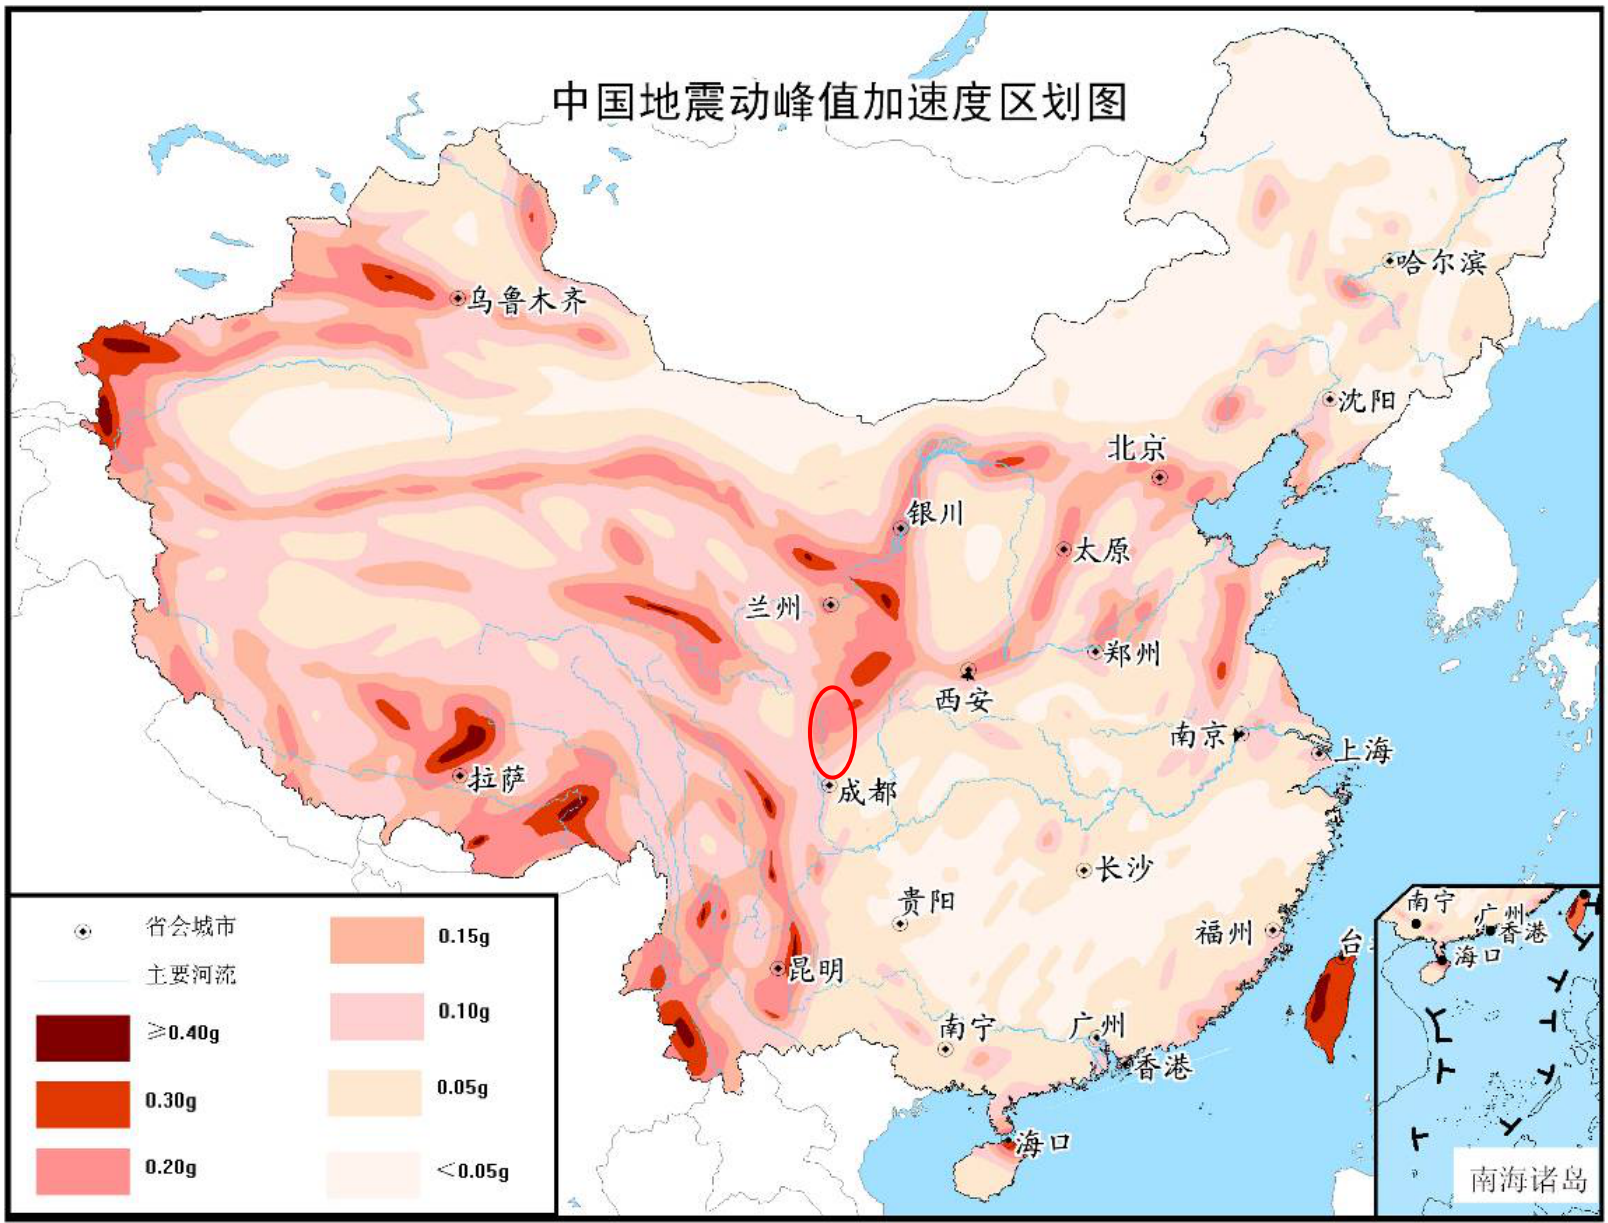 中国地震动峰值加速度区划图
哈尔滨
乌鲁木齐
沈阳
北京
银川
太原
兰州
郑州
西安
南京
上海
拉萨
成都
长沙
贵阳
福州
台
昆明
南宁
广州
香港
海口
省会城市
主要河流
≥0.40g
0.30g
0.20g
0.15g
0.10g
0.05g
<0.05g
南宁
广州
香港
海口
南海诸岛